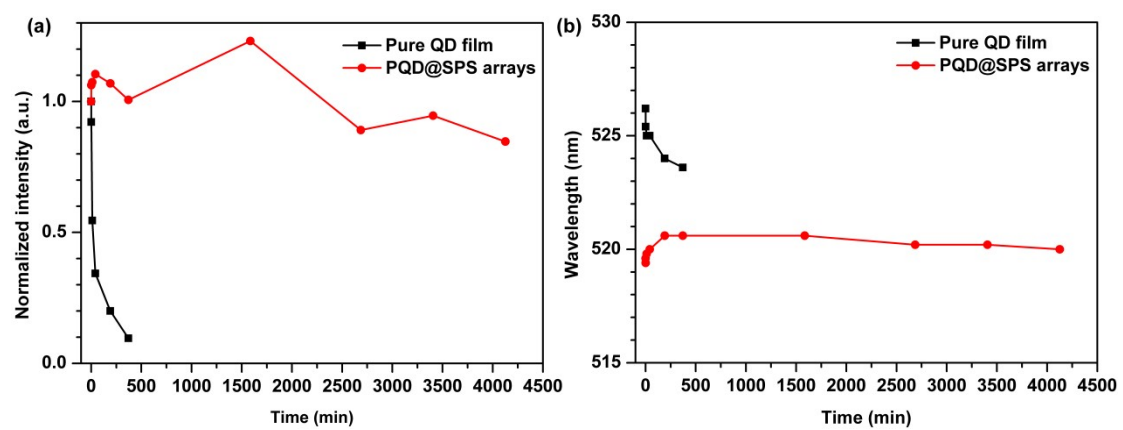 (a)
Pure QD film
PQD@SPS arrays
Normalized intensity (a.u.)
1.0
0.5
0.0
0 500 1000 1500 2000 2500 3000 3500 4000 4500
Time (min)
(b)
Pure QD film
PQD@SPS arrays
Wavelength (nm)
530
525
520
515
0 500 1000 1500 2000 2500 3000 3500 4000 4500
Time (min)